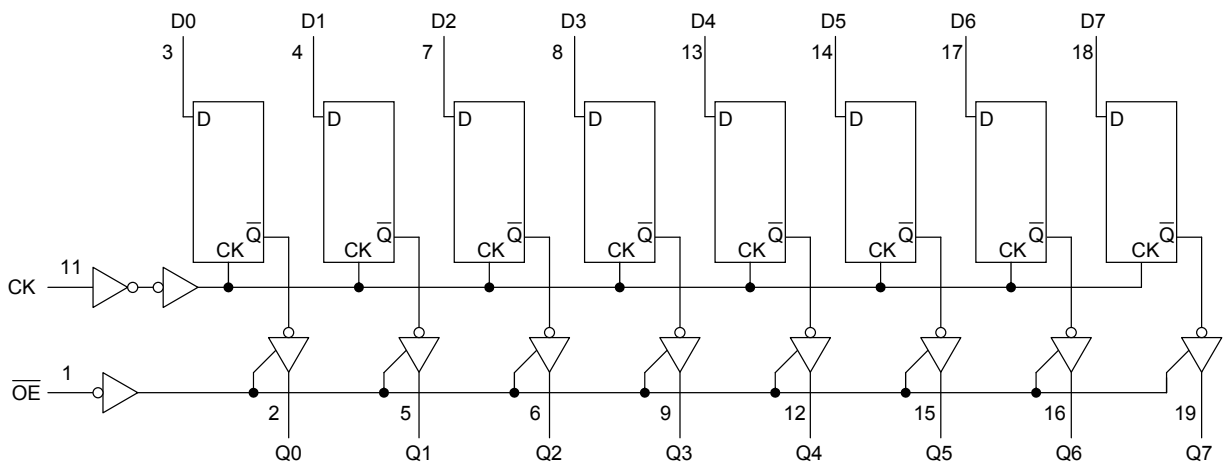 D0 D1 D2 D3 D4 D5 D6 D7
3 4 7 8 13 14 17 18
D D D D D D D D
Q̅ Q̅ Q̅ Q̅ Q̅ Q̅ Q̅ Q̅
CK CK CK CK CK CK CK CK
11
CK
1
O̅E̅
2 5 6 9 12 15 16 19
Q0 Q1 Q2 Q3 Q4 Q5 Q6 Q7